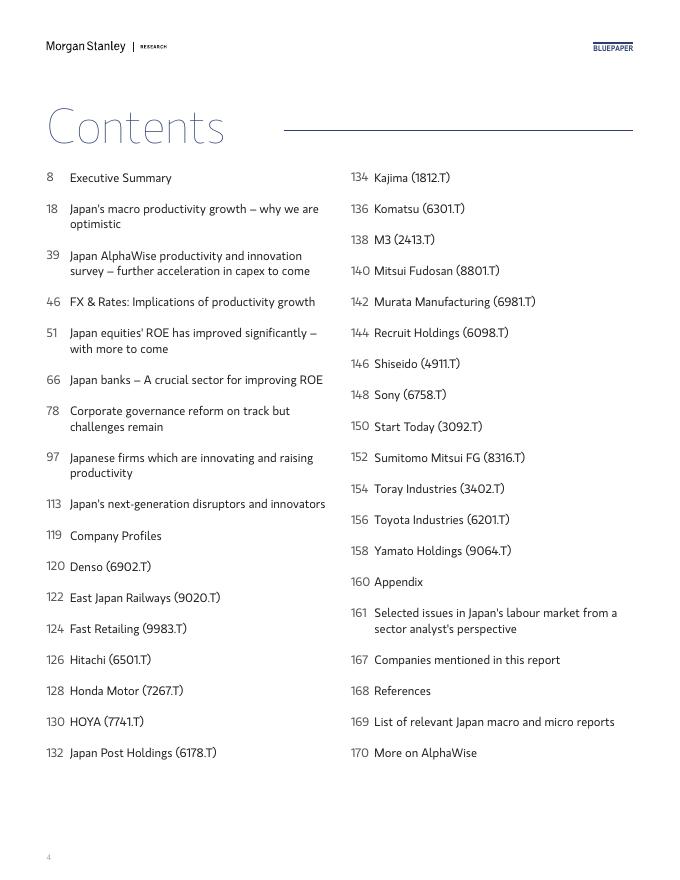 Morgan Stanley | RESEARCH
BLUEPAPER
Contents
8 Executive Summary
18 Japan's macro productivity growth – why we are
optimistic
39 Japan AlphaWise productivity and innovation
survey – further acceleration in capex to come
46 FX & Rates: Implications of productivity growth
51 Japan equities' ROE has improved significantly –
with more to come
66 Japan banks – A crucial sector for improving ROE
78 Corporate governance reform on track but
challenges remain
97 Japanese firms which are innovating and raising
productivity
113 Japan's next-generation disruptors and innovators
119 Company Profiles
120 Denso (6902.T)
122 East Japan Railways (9020.T)
124 Fast Retailing (9983.T)
126 Hitachi (6501.T)
128 Honda Motor (7267.T)
130 HOYA (7741.T)
132 Japan Post Holdings (6178.T)
134 Kajima (1812.T)
136 Komatsu (6301.T)
138 M3 (2413.T)
140 Mitsui Fudosan (8801.T)
142 Murata Manufacturing (6981.T)
144 Recruit Holdings (6098.T)
146 Shiseido (4911.T)
148 Sony (6758.T)
150 Start Today (3092.T)
152 Sumitomo Mitsui FG (8316.T)
154 Toray Industries (3402.T)
156 Toyota Industries (6201.T)
158 Yamato Holdings (9064.T)
160 Appendix
161 Selected issues in Japan's labour market from a
sector analyst's perspective
167 Companies mentioned in this report
168 References
169 List of relevant Japan macro and micro reports
170 More on AlphaWise
4